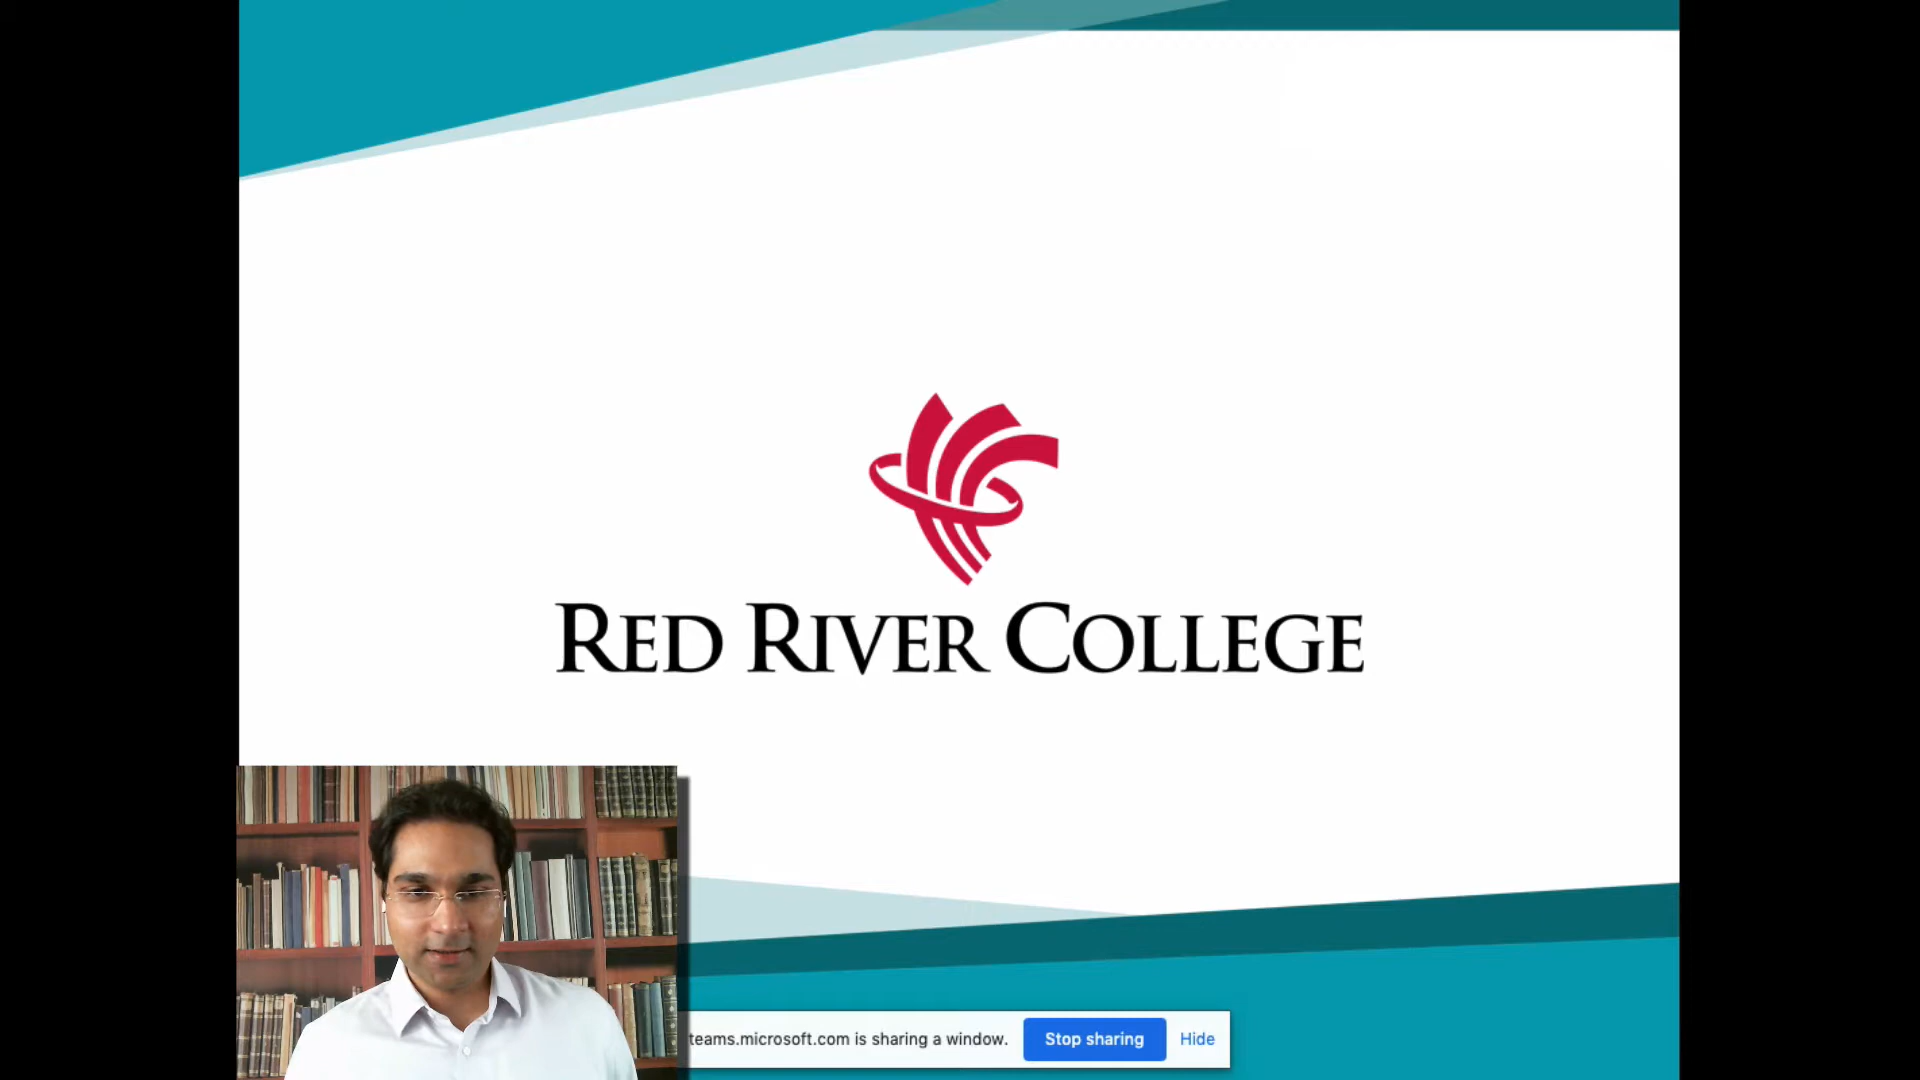 RED RIVER COLLEGE
teams.microsoft.com is sharing a window. Stop sharing Hide